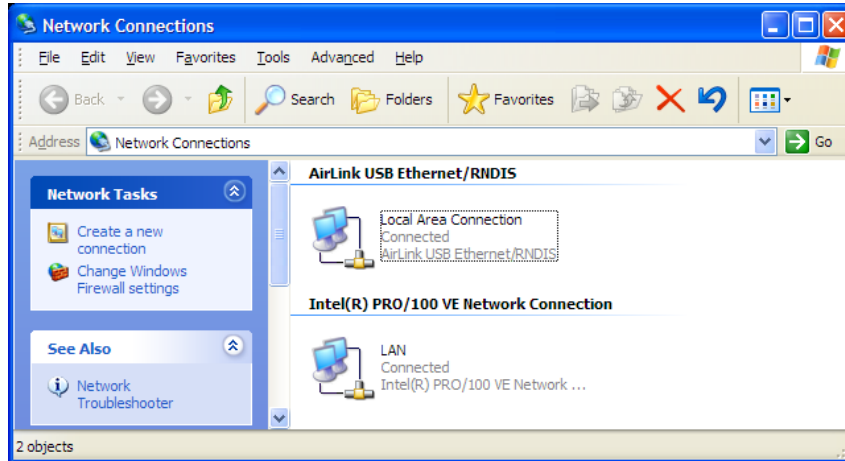 Network Connections
File Edit View Favorites Tools Advanced Help
Back Search Folders Favorites
Address Network Connections Go
Network Tasks
Create a new
connection
Change Windows
Firewall settings
See Also
Network
Troubleshooter
AirLink USB Ethernet/RNDIS
Local Area Connection
Connected
AirLink USB Ethernet/RNDIS
Intel(R) PRO/100 VE Network Connection
LAN
Connected
Intel(R) PRO/100 VE Network ...
2 objects